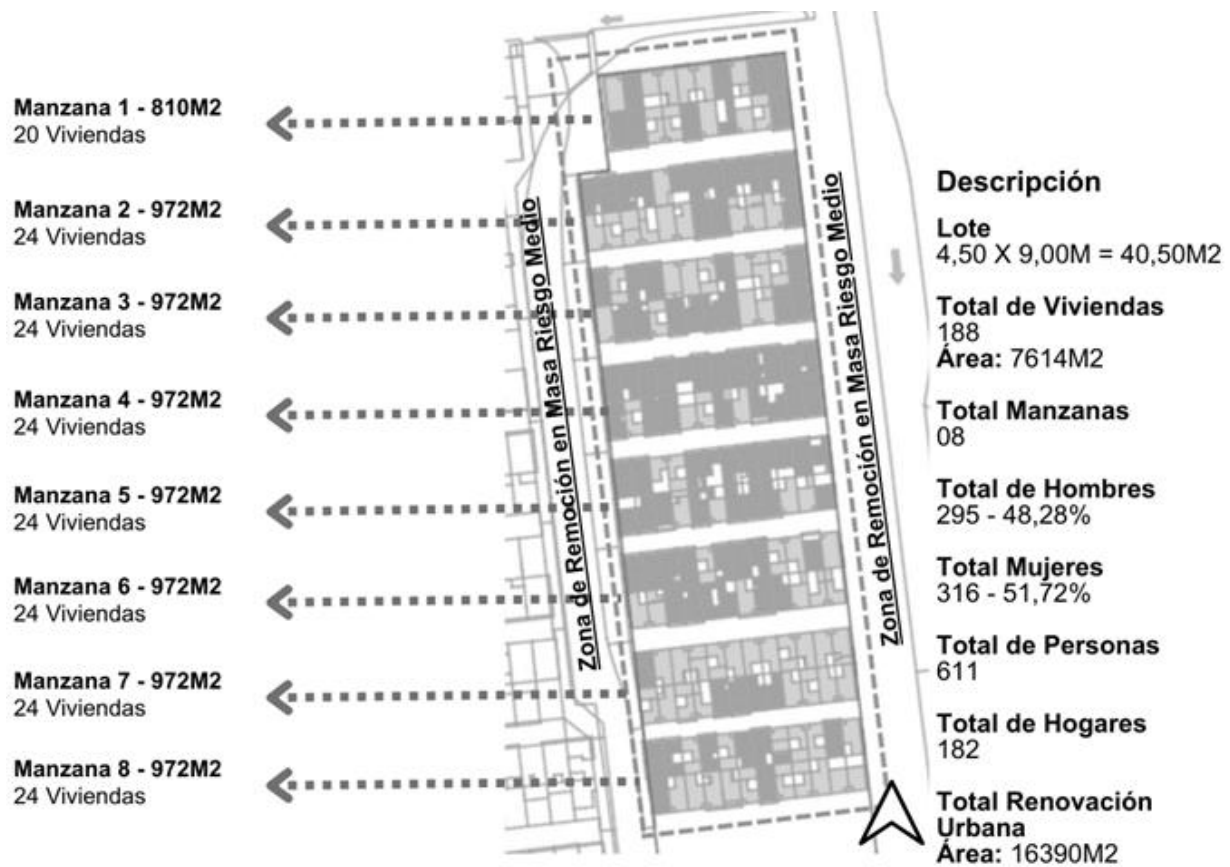 Manzana 1 - 810M2
20 Viviendas
Manzana 2 - 972M2
24 Viviendas
Manzana 3 - 972M2
24 Viviendas
Manzana 4 - 972M2
24 Viviendas
Manzana 5 - 972M2
24 Viviendas
Manzana 6 - 972M2
24 Viviendas
Manzana 7 - 972M2
24 Viviendas
Manzana 8 - 972M2
24 Viviendas
Zona de Remoción en Masa Riesgo Medio
Zona de Remoción en Masa Riesgo Medio
Descripción
Lote
4,50 X 9,00M = 40,50M2
Total de Viviendas
188
Área: 7614M2
Total Manzanas
08
Total de Hombres
295 - 48,28%
Total Mujeres
316 - 51,72%
Total de Personas
611
Total de Hogares
182
Total Renovación
Urbana
Área: 16390M2